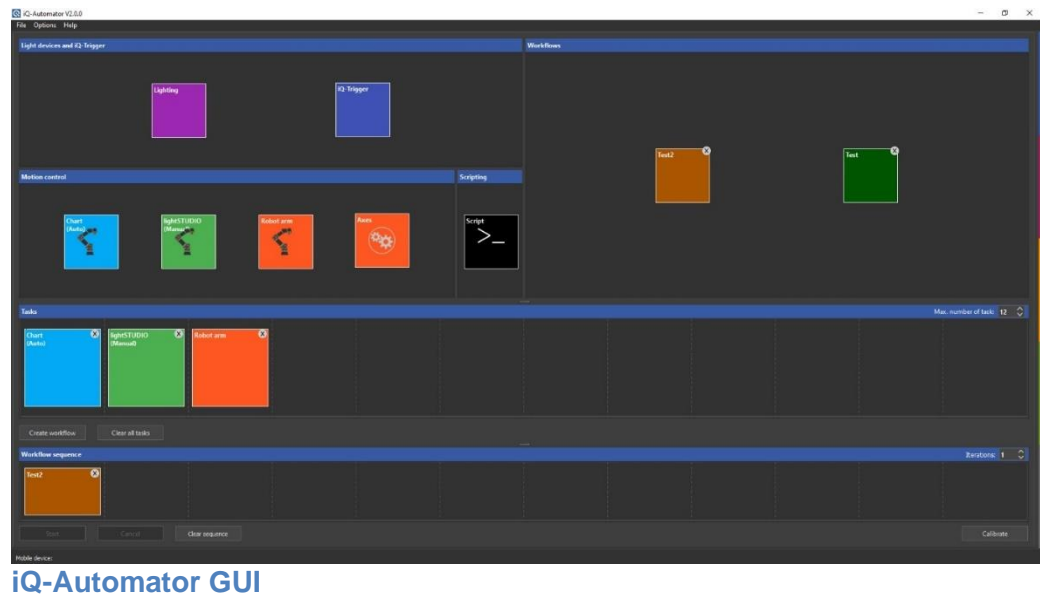 iQ-Automator V2.0.0
File Options Help
Light devices and iQ-Trigger
Workflows
Lighting
iQ-Trigger
Test2
Test
Motion control
Scripting
Chart
(Auto)
lightSTUDIO
(Manual)
Robot arm
Axes
Script
>_
Tasks
Max. number of task: 12
Chart
(Auto)
lightSTUDIO
(Manual)
Robot arm
Create workflow
Clear all tasks
Workflow sequence
Iterations: 1
Test2
Start
Cancel
Clear sequence
Calibrate
Mobile device:
iQ-Automator GUI